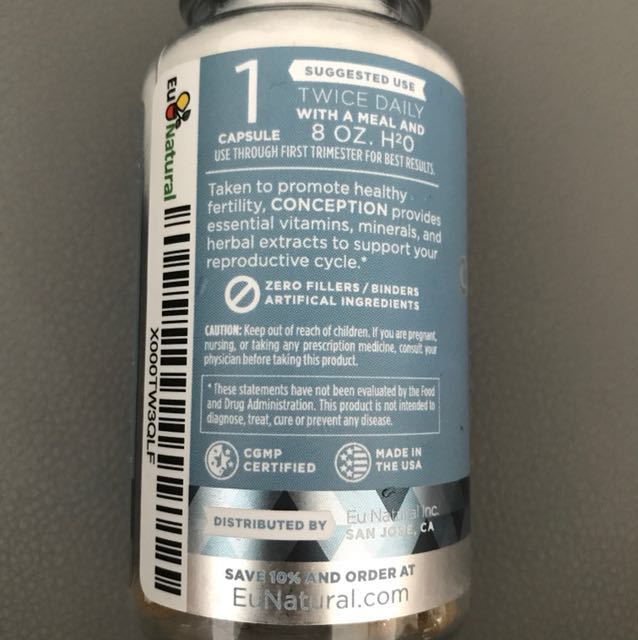 EU Natural
X000TW3QLF
1
CAPSULE
SUGGESTED USE
TWICE DAILY
WITH A MEAL AND
8 OZ. H²O
USE THROUGH FIRST TRIMESTER FOR BEST RESULTS.
Taken to promote healthy
fertility, CONCEPTION provides
essential vitamins, minerals, and
herbal extracts to support your
reproductive cycle.*
ZERO FILLERS / BINDERS
ARTIFICAL INGREDIENTS
CAUTION: Keep out of reach of children. If you are pregnant,
nursing, or taking any prescription medicine, consult your
physician before taking this product.
*These statements have not been evaluated by the Food
and Drug Administration. This product is not intended to
diagnose, treat, cure or prevent any disease.
CGMP
CERTIFIED
MADE IN
THE USA
DISTRIBUTED BY
Eu Natural Inc.
SAN JOSE, CA
SAVE 10% AND ORDER AT
EuNatural.com